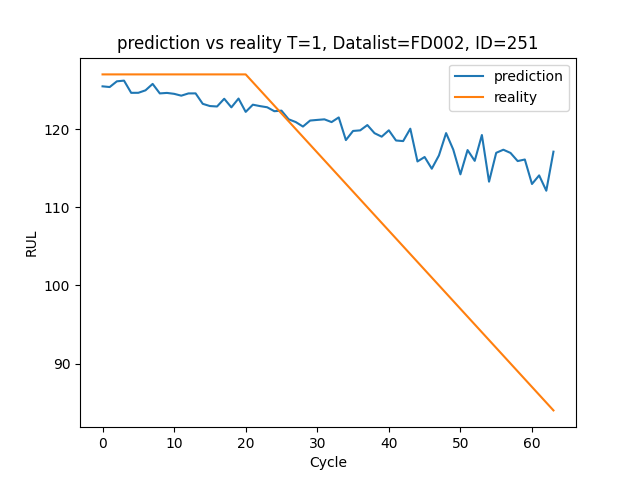 prediction vs reality T=1, Datalist=FD002, ID=251
prediction
reality
120
110
100
90
RUL
0 10 20 30 40 50 60
Cycle